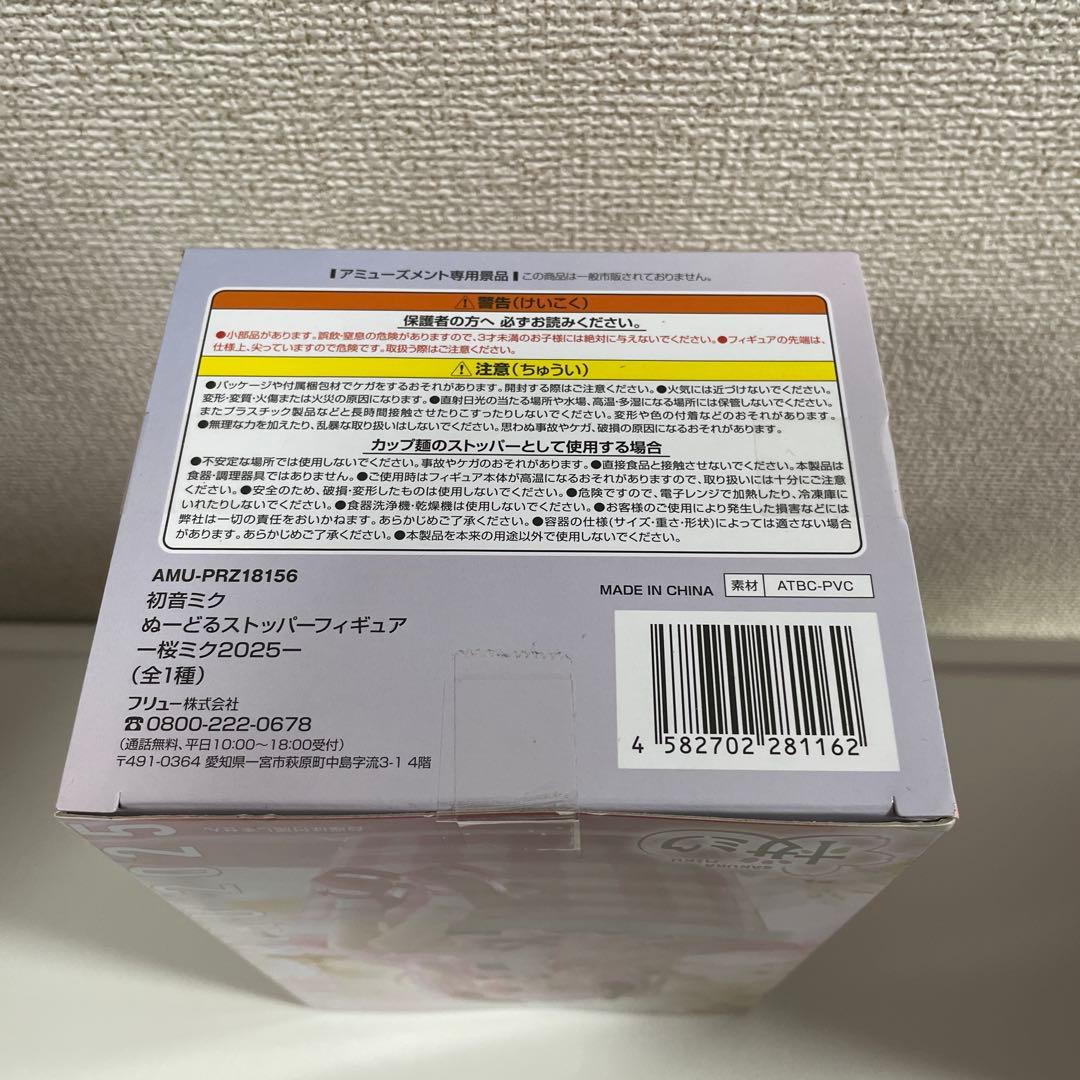 アミューズメント専用景品 この商品は一般市販されておりません。
⚠警告(けいこく)
保護者の方へ 必ずお読みください。
●小部品があります。誤飲・窒息の危険がありますので、3才未満のお子様には絶対に与えないでください。●フィギュアの先端は、
仕様上、尖っていますので危険です。取扱う際はご注意ください。
⚠注意(ちゅうい)
●パッケージや付属梱包材でケガをするおそれがあります。開封する際はご注意ください。●火気には近づけないでください。
変形・変質・火傷または火災の原因になります。●直射日光の当たる場所や水場、高温・多湿になる場所には保管しないでください。
またプラスチック製品などと長時間接触させたりこすったりしないでください。変形や色の付着などのおそれがあります。
●無理な力を加えたり、乱暴な取り扱いはしないでください。思わぬ事故やケガ、破損の原因になるおそれがあります。
カップ麺のストッパーとして使用する場合
●不安定な場所では使用しないでください。事故やケガのおそれがあります。●直接食品と接触させないでください。本製品は
食器・調理器具ではありません。●ご使用時はフィギュア本体が高温になるおそれがありますので、取り扱いには十分にご注意
ください。●安全のため、破損・変形したものは使用しないでください。●危険ですので、電子レンジで加熱したり、冷凍庫に
いれたりしないでください。●食器洗浄機・乾燥機は使用しないでください。●お客様のご使用により発生した損害などには
弊社は一切の責任をおいかねます。あらかじめご了承ください。●容器の仕様(サイズ・重さ・形状)によっては適さない場合
があります。あらかじめご了承ください。●本製品を本来の用途以外で使用しないでください。
AMU-PRZ18156
初音ミク
ぬーどるストッパーフィギュア
ー桜ミク2025ー
(全1種)
フリュー株式会社
☎0800-222-0678
(通話無料、平日10:00〜18:00受付)
〒491-0364 愛知県一宮市萩原町中島字流3-1 4階
MADE IN CHINA 素材 ATBC-PVC
4 582702 281162
台座は付属しません
2025
桜ミク
SAKURA MIKU